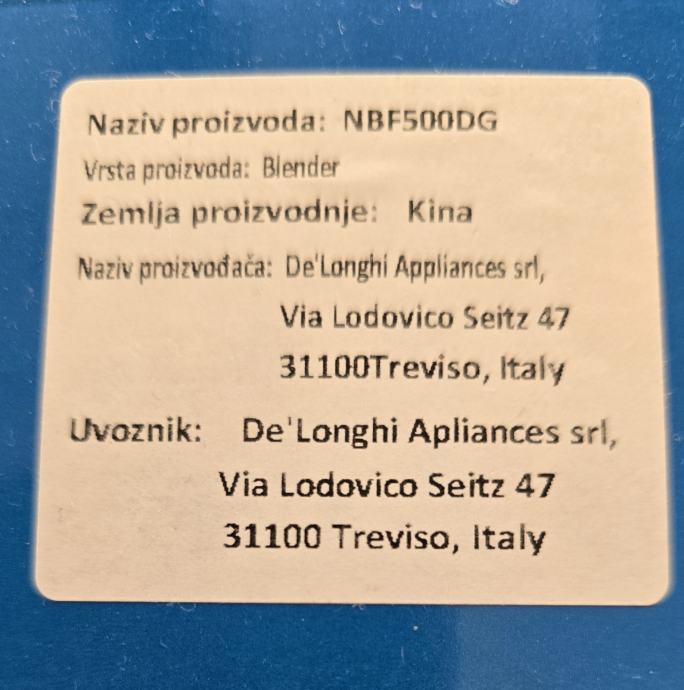 Naziv proizvoda: NBF500DG
Vrsta proizvoda: Blender
Zemlja proizvodnje: Kina
Naziv proizvođača: De'Longhi Appliances srl,
Via Lodovico Seitz 47
31100Treviso, Italy
Uvoznik: De'Longhi Apliances srl,
Via Lodovico Seitz 47
31100 Treviso, Italy